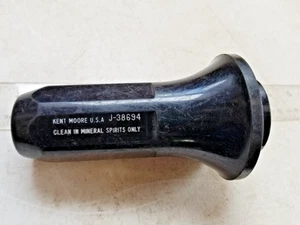 KENT MOORE U.S.A J-38694
CLEAN IN MINERAL SPIRITS ONLY